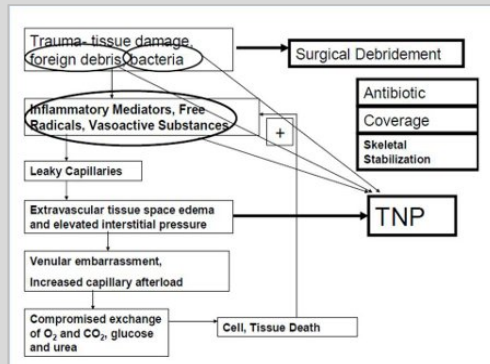 Trauma- tissue damage,
foreign debris, bacteria
Surgical Debridement
Inflammatory Mediators, Free
Radicals, Vasoactive Substances
+
Antibiotic
Coverage
Skeletal
Stabilization
Leaky Capillaries
Extravascular tissue space edema
and elevated interstitial pressure
TNP
Venular embarrassment,
Increased capillary afterload
Compromised exchange
of O₂ and CO₂, glucose
and urea
Cell, Tissue Death